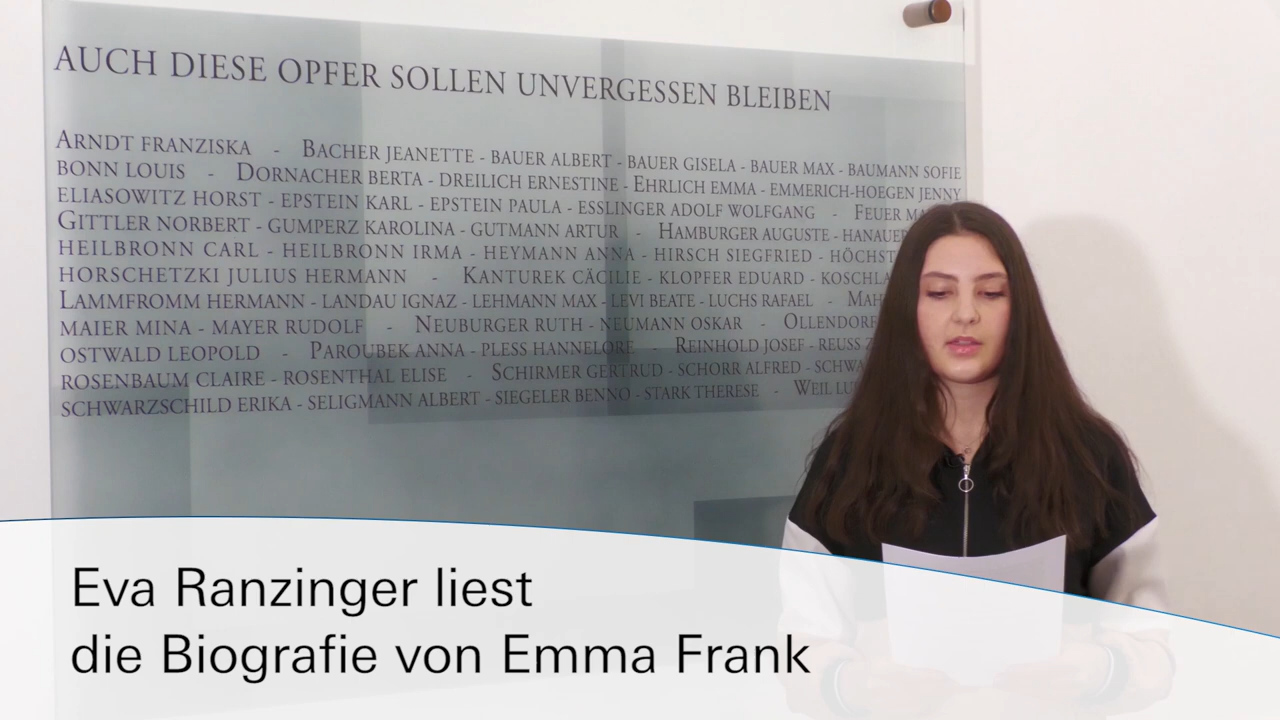 AUCH DIESE OPFER SOLLEN UNVERGESSEN BLEIBEN
ARNDT FRANZISKA - BACHER JEANETTE - BAUER ALBERT - BAUER GISELA - BAUER MAX - BAUMANN SOFIE
BONN LOUIS - DORNACHER BERTA - DREILICH ERNESTINE - EHRLICH EMMA - EMMERICH-HOEGEN JENNY
ELIASOWITZ HORST - EPSTEIN KARL - EPSTEIN PAULA - ESSLINGER ADOLF WOLFGANG - FEUER
GITTLER NORBERT - GUMPERZ KAROLINA - GUTMANN ARTUR - HAMBURGER AUGUSTE -
HEILBRONN CARL - HEILBRONN IRMA - HEYMANN ANNA - HIRSCH SIEGFRIED -
HORSCHETZKI JULIUS HERMANN - KANTUREK CÄCILIE - KLOPFER EDUARD -
LAMMFROMM HERMANN - LANDAU IGNAZ - LEHMANN MAX - LEVI BEATE - LUCHS RAFAEL -
MAIER MINA - MAYER RUDOLF - NEUBURGER RUTH - NEUMANN OSKAR -
OSTWALD LEOPOLD - PAROUBEK ANNA - PLESS HANNELORE - REINHOLD JOSEF - REUSS
ROSENBAUM CLAIRE - ROSENTHAL ELISE - SCHIRMER GERTRUD - SCHORR ALFRED -
SCHWARZSCHILD ERIKA - SELIGMANN ALBERT - SIEGELER BENNO - STARK THERESE - WEIL
Eva Ranzinger liest
die Biografie von Emma Frank